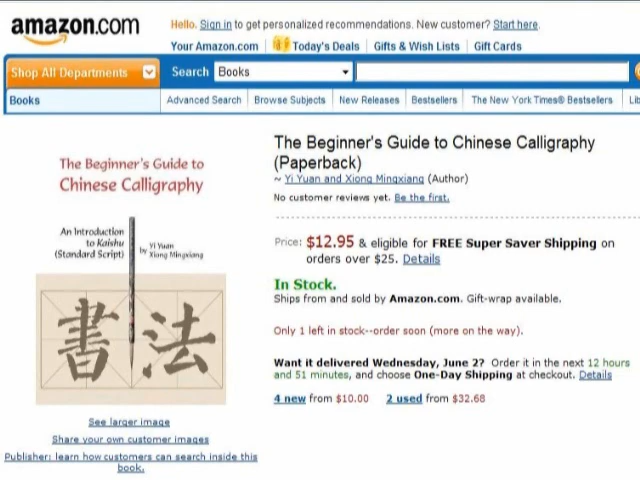 amazon.com
Hello. Sign in to get personalized recommendations. New customer? Start here.
Your Amazon.com Today's Deals Gifts & Wish Lists Gift Cards
Shop All Departments Search Books
Books Advanced Search Browse Subjects New Releases Bestsellers The New York Times® Bestsellers Lib
The Beginner's Guide to
Chinese Calligraphy
An Introduction
to Kaishu
(Standard Script)
by Yi Yuan
Xiong Mingxiang
書法
See larger image
Share your own customer images
Publisher: learn how customers can search inside this
book.
The Beginner's Guide to Chinese Calligraphy
(Paperback)
~ Yi Yuan and Xiong Mingxiang (Author)
No customer reviews yet. Be the first.
Price: $12.95 & eligible for FREE Super Saver Shipping on
orders over $25. Details
In Stock.
Ships from and sold by Amazon.com. Gift-wrap available.
Only 1 left in stock--order soon (more on the way).
Want it delivered Wednesday, June 2? Order it in the next 12 hours
and 51 minutes, and choose One-Day Shipping at checkout. Details
4 new from $10.00 2 used from $32.68